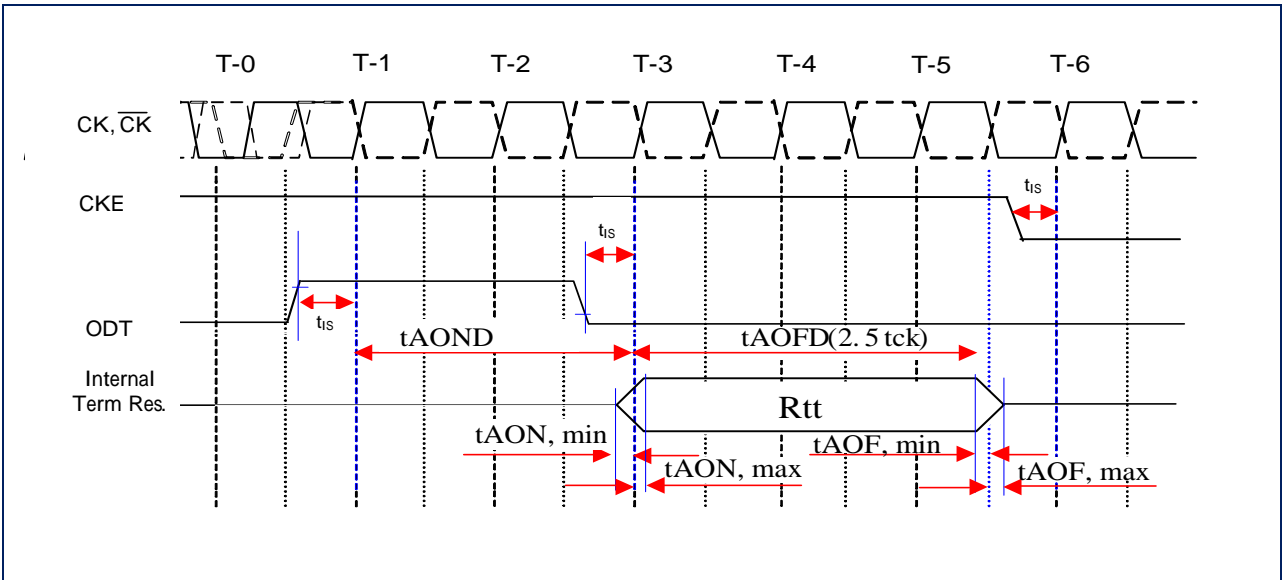 T-0 T-1 T-2 T-3 T-4 T-5 T-6
CK, CK
CKE
tIS
tIS
tIS
ODT
tAOND
tAOFD(2.5 tck)
Internal
Term Res.
Rtt
tAON, min
tAOF, min
tAON, max
tAOF, max